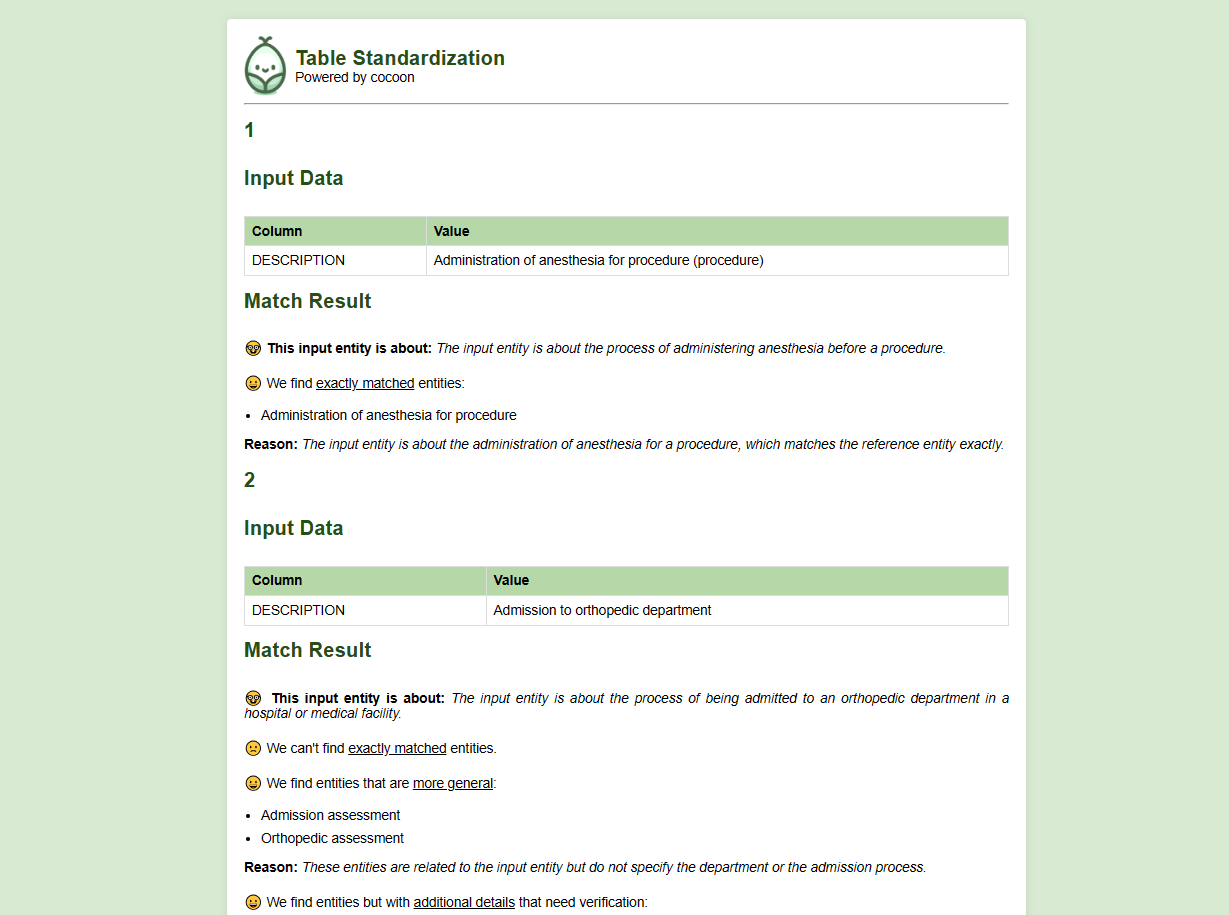 Table Standardization
Powered by cocoon
1
Input Data
Column Value
DESCRIPTION Administration of anesthesia for procedure (procedure)
Match Result
This input entity is about: The input entity is about the process of administering anesthesia before a procedure.
We find exactly matched entities:
• Administration of anesthesia for procedure
Reason: The input entity is about the administration of anesthesia for a procedure, which matches the reference entity exactly.
2
Input Data
Column Value
DESCRIPTION Admission to orthopedic department
Match Result
This input entity is about: The input entity is about the process of being admitted to an orthopedic department in a
hospital or medical facility.
We can't find exactly matched entities.
We find entities that are more general:
• Admission assessment
• Orthopedic assessment
Reason: These entities are related to the input entity but do not specify the department or the admission process.
We find entities but with additional details that need verification: